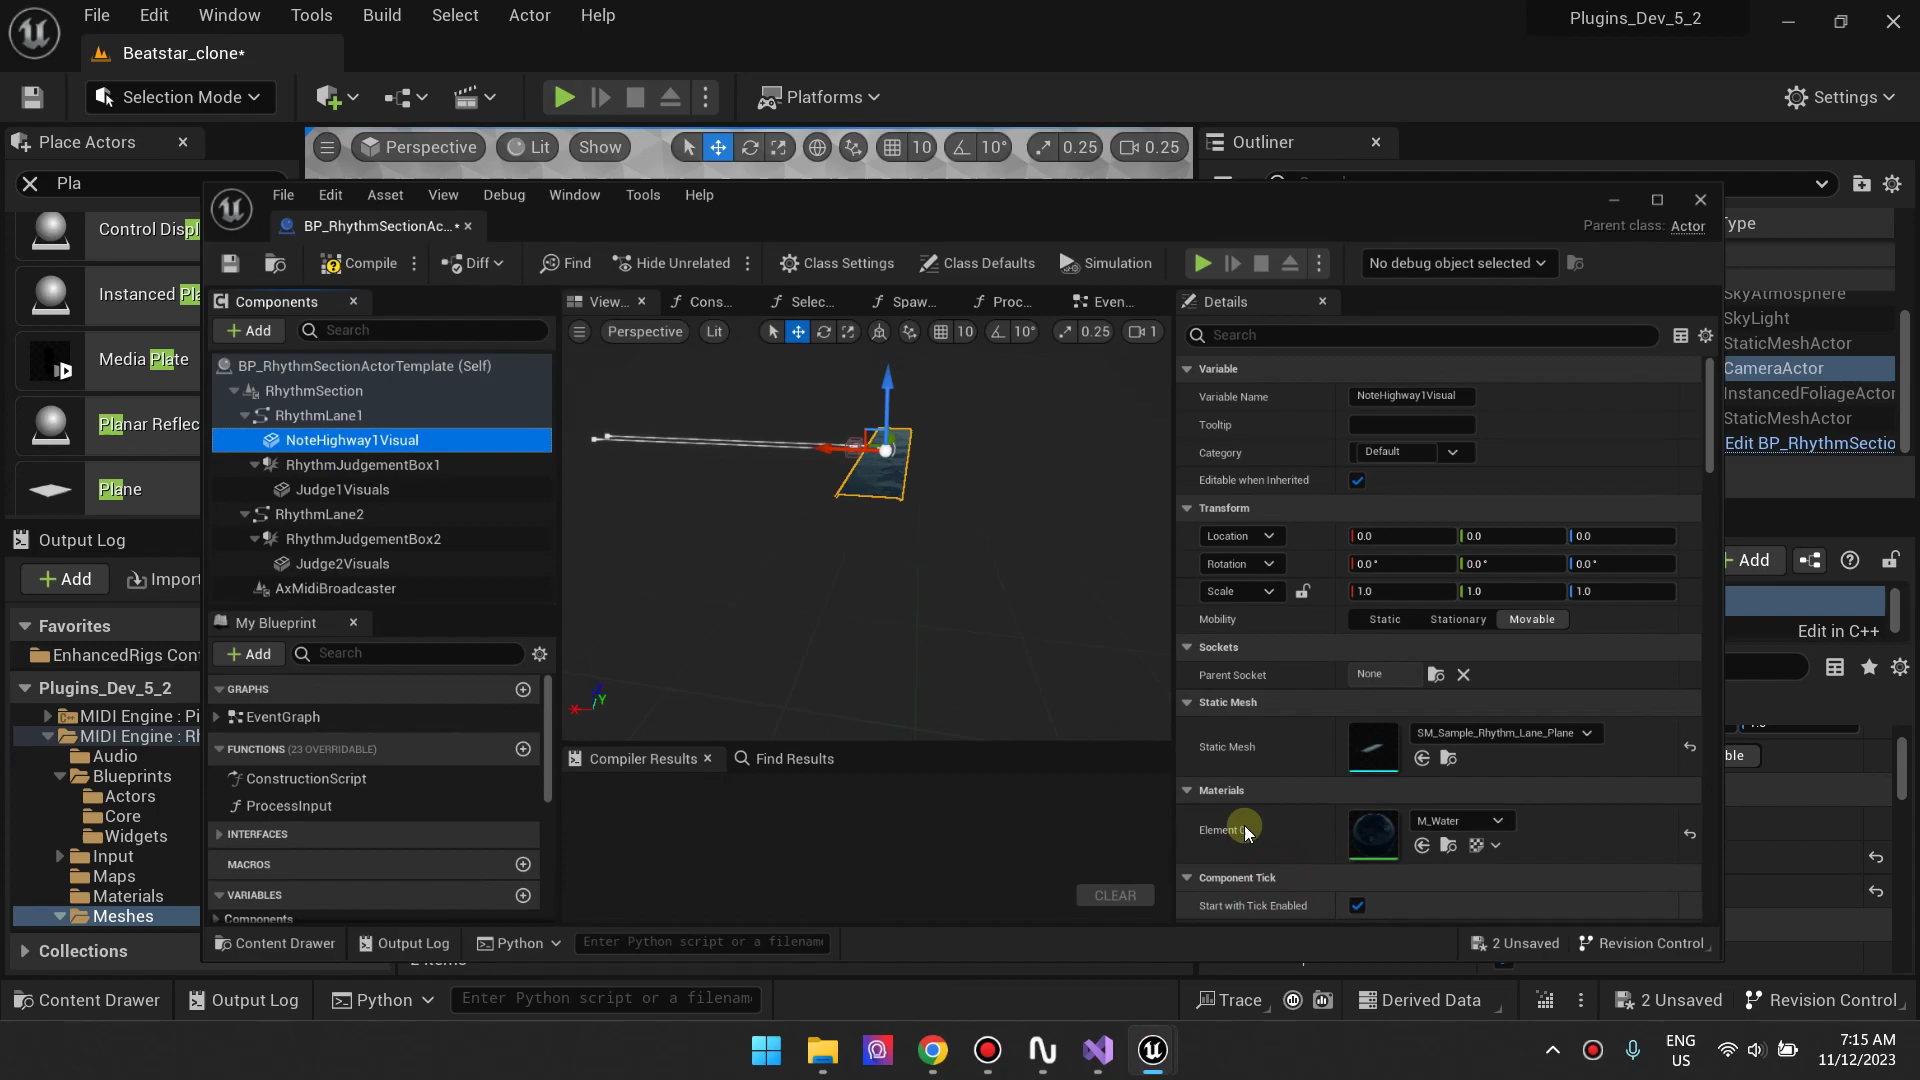 File Edit Window Tools Build Select Actor Help
Plugins_Dev_5_2
Beatstar_clone*
Selection Mode
Platforms
Settings
Place Actors
Perspective Lit Show 10 10° 0.25 0.25
Outliner
Pla
File Edit Asset View Debug Window Tools Help
Control Displ
BP_RhythmSectionAc...*
Parent class: Actor
ype
Compile Diff Find Hide Unrelated Class Settings Class Defaults Simulation No debug object selected
Instanced Pla
Components View... Cons... Selec... Spaw... Proc... Even... Details
SkyAtmosphere
SkyLight
Add Search Perspective Lit 10 10° 0.25 1 Search
StaticMeshActor
Media Plate
BP_RhythmSectionActorTemplate (Self)
Variable
CameraActor
RhythmSection
Variable Name NoteHighway1Visual
InstancedFoliageActor
RhythmLane1
StaticMeshActor
Planar Reflec
Tooltip
NoteHighway1Visual
Edit BP_RhythmSectio
Category Default
RhythmJudgementBox1
Editable when Inherited
Plane
Judge1Visuals
Transform
RhythmLane2
Location 0.0 0.0 0.0
Output Log
RhythmJudgementBox2
Rotation 0.0° 0.0° 0.0°
Add
Add Import
Judge2Visuals
Scale 1.0 1.0 1.0
AxMidiBroadcaster
Mobility Static Stationary Movable
Favorites
My Blueprint
Edit in C++
Sockets
EnhancedRigs Con
Add Search
Parent Socket None
Plugins_Dev_5_2
GRAPHS
Static Mesh
MIDI Engine : Pi
EventGraph
MIDI Engine : Rh
Static Mesh SM_Sample_Rhythm_Lane_Plane
FUNCTIONS (23 OVERRIDABLE)
Audio
Compiler Results Find Results
ble
Blueprints
ConstructionScript
Materials
Actors
ProcessInput
Core
Element
M_Water
Widgets
INTERFACES
Input
MACROS
Maps
Component Tick
Materials
VARIABLES
CLEAR
Start with Tick Enabled
Meshes
Components
Collections
Content Drawer Output Log Python Enter Python script or a filenam 2 Unsaved Revision Control
Content Drawer Output Log Python Enter Python script or a filenam Trace Derived Data 2 Unsaved Revision Control
ENG
US
7:15 AM
11/12/2023